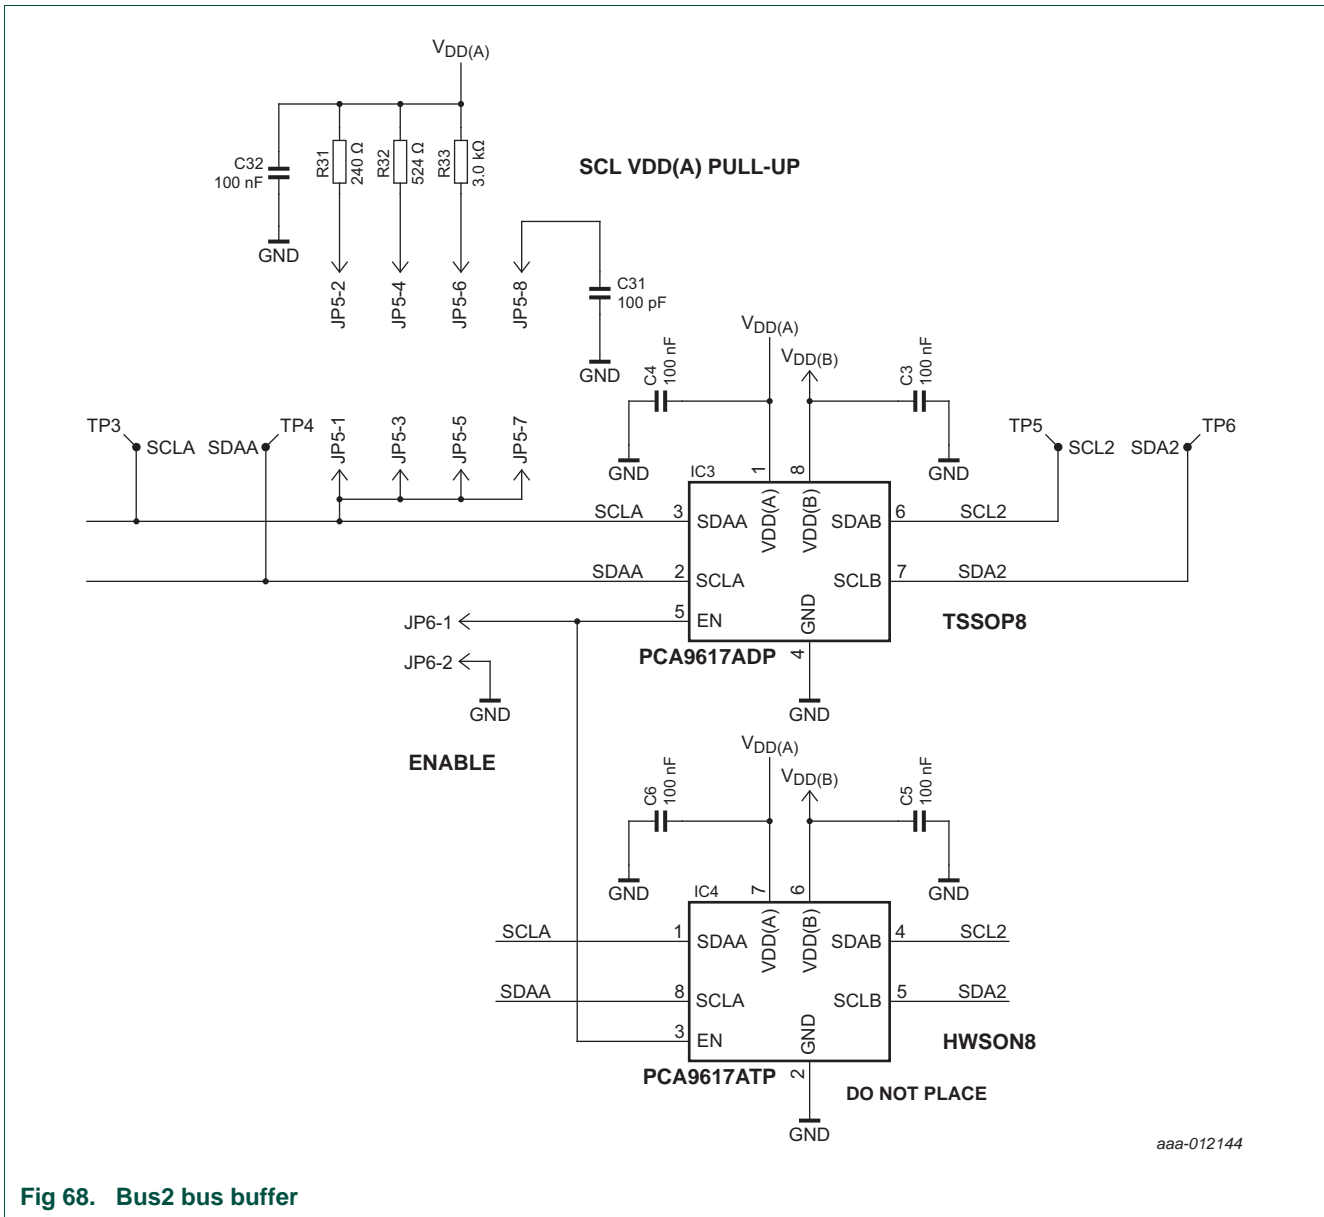 VDD(A)
C32
100 nF
R31
240 Ω
R32
524 Ω
R33
3.0 kΩ
SCL VDD(A) PULL-UP
GND
JP5-2
JP5-4
JP5-6
JP5-8
C31
100 pF
GND
VDD(A)
VDD(B)
C4
100 nF
C3
100 nF
GND
GND
TP3
SCLA
SDAA
TP4
JP5-1
JP5-3
JP5-5
JP5-7
TP5
SCL2
SDA2
TP6
IC3
1
8
VDD(A)
VDD(B)
SCLA
3
SDAA
SDAB
6
SCL2
SDAA
2
SCLA
SCLB
7
SDA2
JP6-1
5
EN
GND
4
TSSOP8
JP6-2
PCA9617ADP
GND
GND
ENABLE
VDD(A)
VDD(B)
C6
100 nF
C5
100 nF
GND
GND
IC4
7
6
VDD(A)
VDD(B)
SCLA
1
SDAA
SDAB
4
SCL2
SDAA
8
SCLA
SCLB
5
SDA2
3
EN
GND
2
HWSON8
PCA9617ATP
DO NOT PLACE
GND
aaa-012144
Fig 68. Bus2 bus buffer